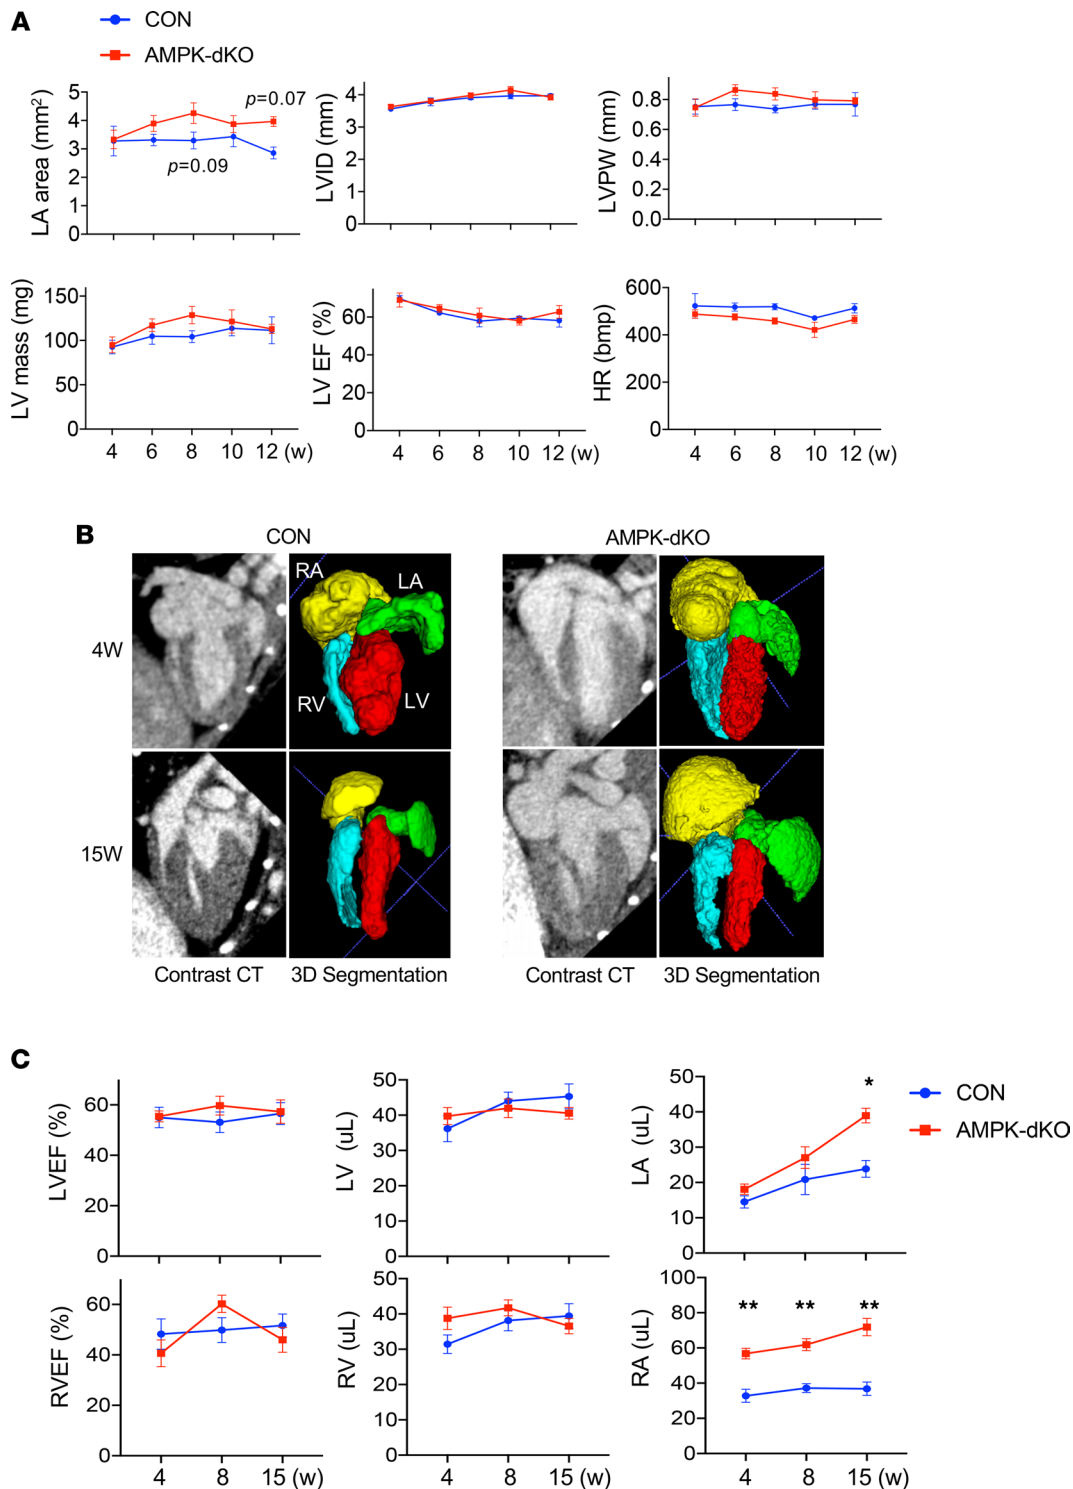 A
CON
AMPK-dKO
LA area (mm²)
5
4
3
2
1
0
p=0.07
p=0.09
LVID (mm)
4
2
0
LVPW (mm)
0.8
0.6
0.4
0.2
0.0
LV mass (mg)
150
100
50
0
4 6 8 10 12 (w)
LV EF (%)
60
40
20
0
4 6 8 10 12 (w)
HR (bmp)
600
400
200
0
4 6 8 10 12 (w)
B
CON
AMPK-dKO
4W
RA
LA
RV
LV
15W
Contrast CT
3D Segmentation
Contrast CT
3D Segmentation
C
LVEF (%)
60
40
20
0
LV (uL)
50
40
30
20
10
0
LA (uL)
50
40
30
20
10
0
*
CON
AMPK-dKO
RVEF (%)
60
40
20
0
4 8 15 (w)
RV (uL)
50
40
30
20
10
0
4 8 15 (w)
RA (uL)
100
80
60
40
20
0
** ** **
4 8 15 (w)